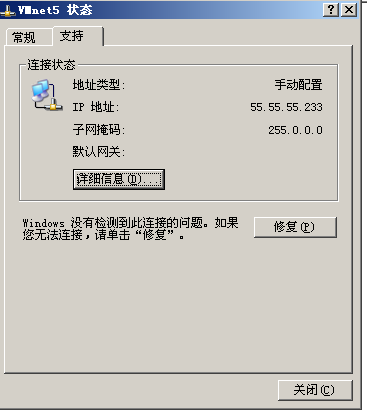 VMnet5 状态
常规
支持
连接状态
地址类型: 手动配置
IP 地址: 55.55.55.233
子网掩码: 255.0.0.0
默认网关:
详细信息(D)...
Windows 没有检测到此连接的问题。如果
您无法连接，请单击“修复”。
修复(P)
关闭(C)